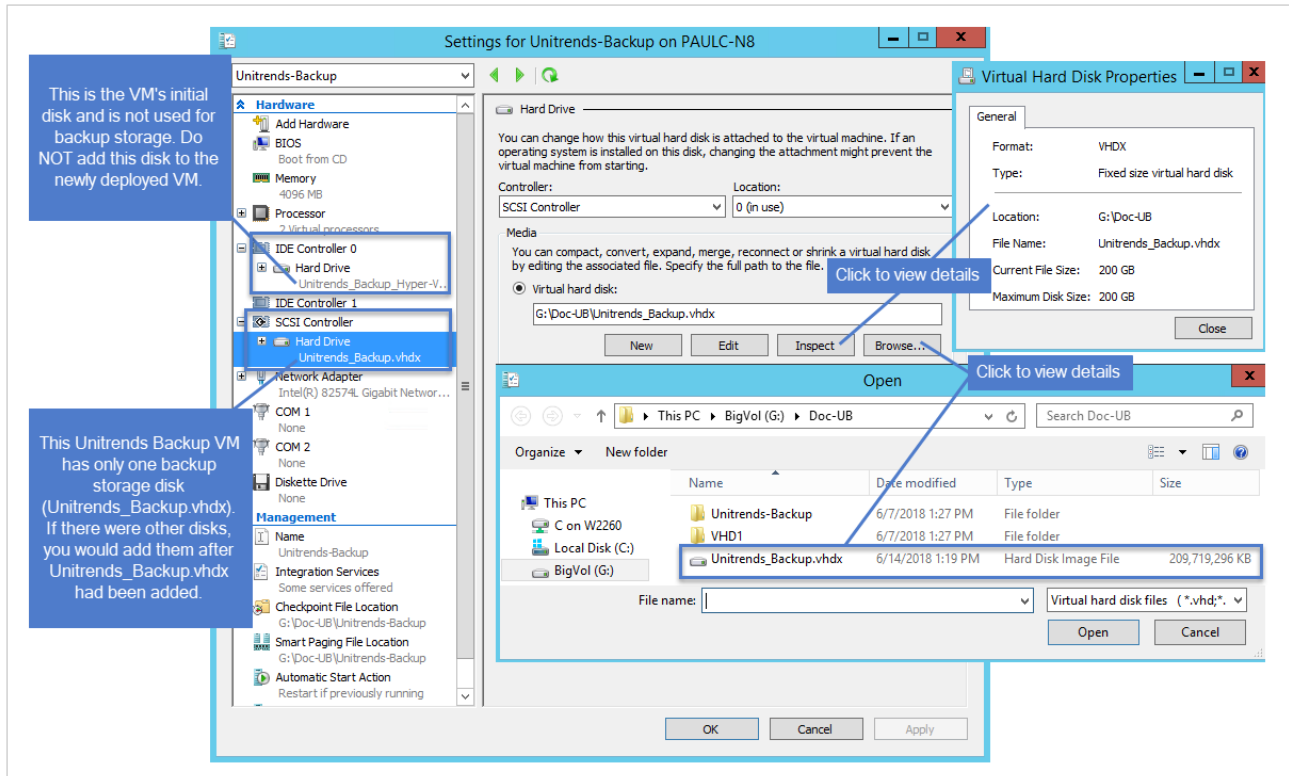 Settings for Unitrends-Backup on PAULC-N8
This is the VM's initial
disk and is not used for
backup storage. Do
NOT add this disk to the
newly deployed VM.
This Unitrends Backup VM
has only one backup
storage disk
(Unitrends_Backup.vhdx).
If there were other disks,
you would add them after
Unitrends_Backup.vhdx
had been added.
Unitrends-Backup
Hardware
Add Hardware
BIOS
Boot from CD
Memory
4096 MB
Processor
2 Virtual processors
IDE Controller 0
Hard Drive
Unitrends_Backup_Hyper-V...
IDE Controller 1
SCSI Controller
Hard Drive
Unitrends_Backup.vhdx
Network Adapter
Intel(R) 82574L Gigabit Networ...
COM 1
None
COM 2
None
Diskette Drive
None
Management
Name
Unitrends-Backup
Integration Services
Some services offered
Checkpoint File Location
G:\Doc-UB\Unitrends-Backup
Smart Paging File Location
G:\Doc-UB\Unitrends-Backup
Automatic Start Action
Restart if previously running
Hard Drive
You can change how this virtual hard disk is attached to the virtual machine. If an
operating system is installed on this disk, changing the attachment might prevent the
virtual machine from starting.
Controller: Location:
SCSI Controller 0 (in use)
Media
You can compact, convert, expand, merge, reconnect or shrink a virtual hard disk
by editing the associated file. Specify the full path to the file.
Click to view details
Virtual hard disk:
G:\Doc-UB\Unitrends_Backup.vhdx
New Edit Inspect Browse...
Virtual Hard Disk Properties
General
Format: VHDX
Type: Fixed size virtual hard disk
Location: G:\Doc-UB
File Name: Unitrends_Backup.vhdx
Current File Size: 200 GB
Maximum Disk Size: 200 GB
Close
Click to view details
Open
This PC BigVol (G:) Doc-UB Search Doc-UB
Organize New folder
Name Date modified Type Size
This PC
C on W2260
Local Disk (C:)
BigVol (G:)
Unitrends-Backup 6/7/2018 1:27 PM File folder
VHD1 6/7/2018 1:27 PM File folder
Unitrends_Backup.vhdx 6/14/2018 1:19 PM Hard Disk Image File 209,719,296 KB
File name: Virtual hard disk files (*.vhd;*.
Open Cancel
OK Cancel Apply